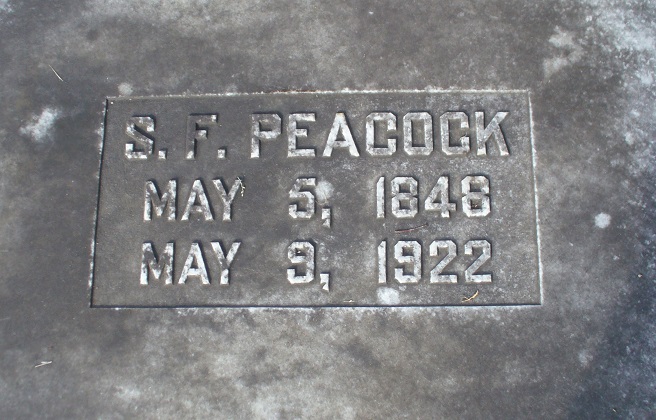 S. F. PEACOCK
MAY 5, 1848
MAY 9, 1922